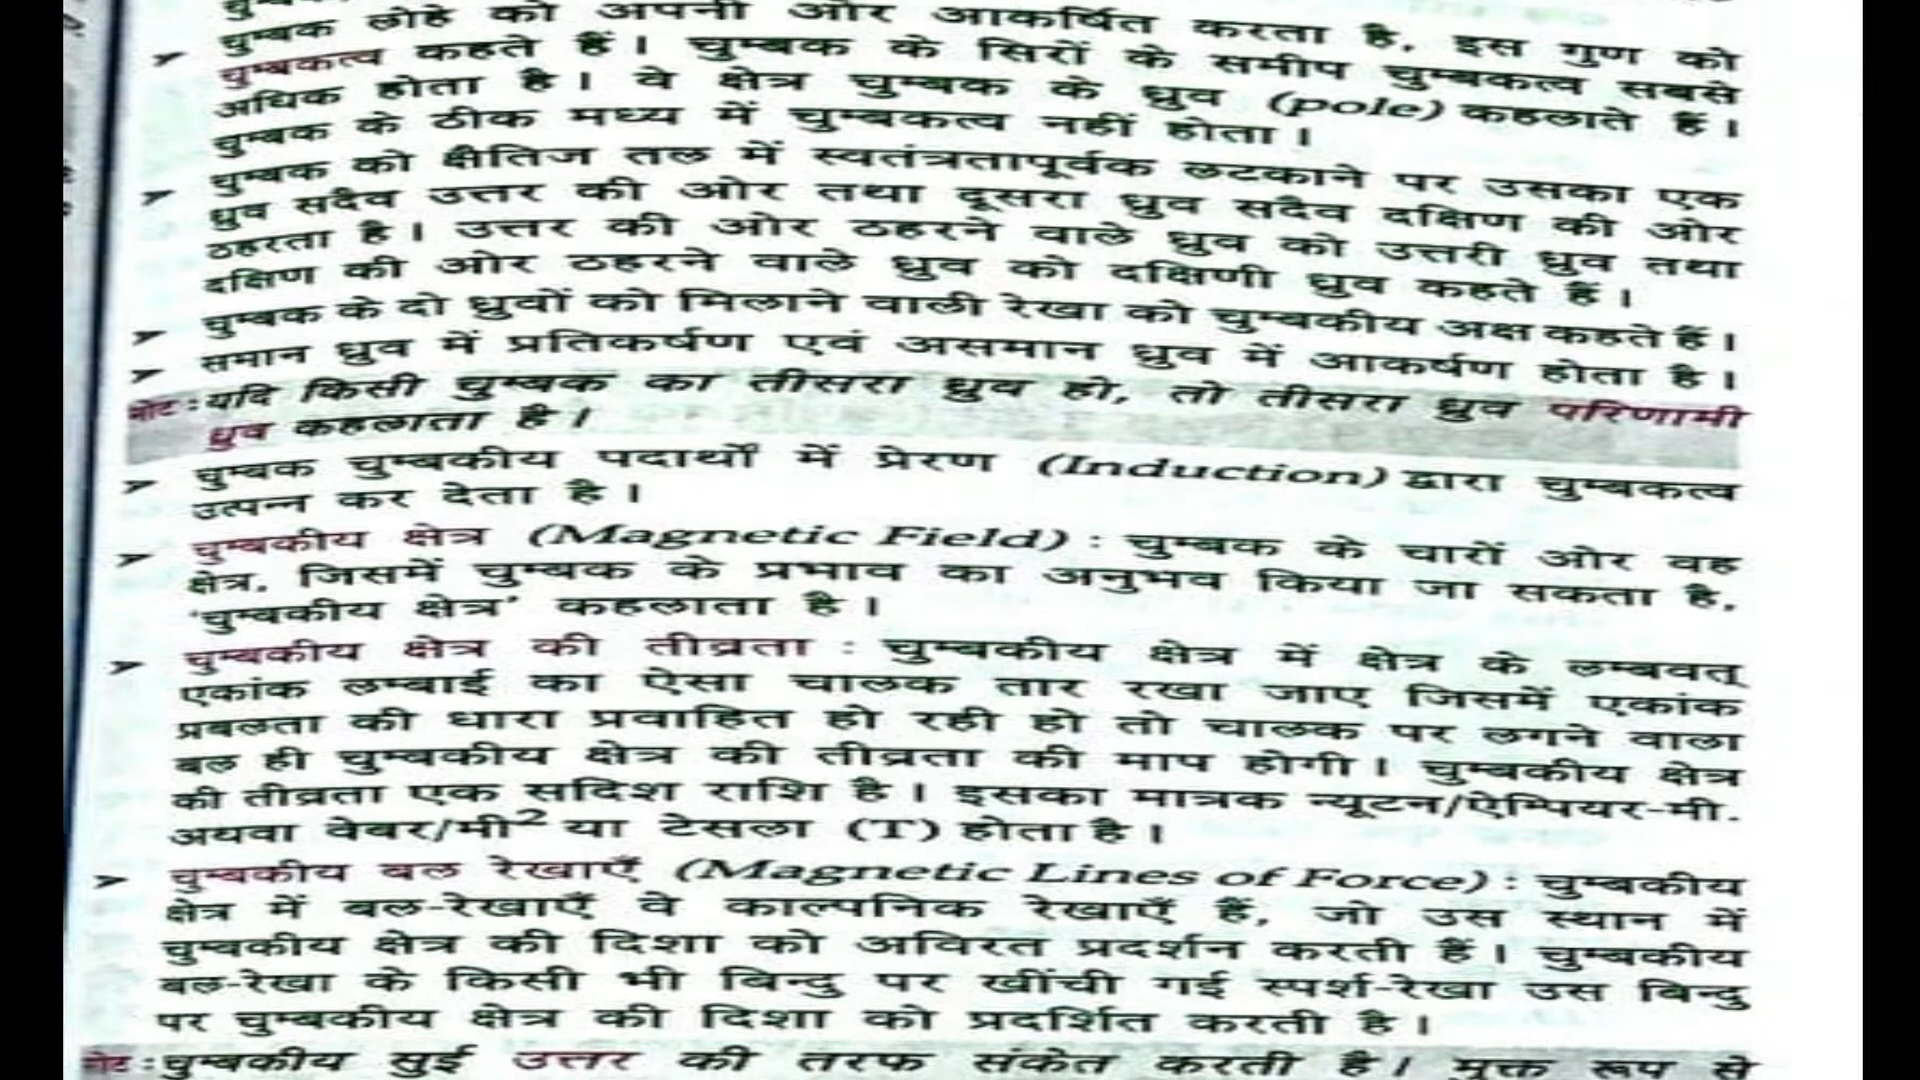 चुम्बक लोहे को अपनी ओर आकर्षित करता है, इस गुण को
चुम्बकत्व कहते हैं। चुम्बक के सिरों के समीप चुम्बकत्व सबसे
अधिक होता है। वे क्षेत्र चुम्बक के ध्रुव (pole) कहलाते हैं।
चुम्बक के ठीक मध्य में चुम्बकत्व नहीं होता।
➤ चुम्बक को क्षैतिज तल में स्वतंत्रतापूर्वक लटकाने पर उसका एक
ध्रुव सदैव उत्तर की ओर तथा दूसरा ध्रुव सदैव दक्षिण की ओर
ठहरता है। उत्तर की ओर ठहरने वाले ध्रुव को उत्तरी ध्रुव तथा
दक्षिण की ओर ठहरने वाले ध्रुव को दक्षिणी ध्रुव कहते हैं।
➤ चुम्बक के दो ध्रुवों को मिलाने वाली रेखा को चुम्बकीय अक्ष कहते हैं।
➤ समान ध्रुव में प्रतिकर्षण एवं असमान ध्रुव में आकर्षण होता है।
नोट : यदि किसी चुम्बक का तीसरा ध्रुव हो, तो तीसरा ध्रुव परिणामी
ध्रुव कहलाता है।
➤ चुम्बक चुम्बकीय पदार्थों में प्रेरण (Induction) द्वारा चुम्बकत्व
उत्पन्न कर देता है।
➤ चुम्बकीय क्षेत्र (Magnetic Field) : चुम्बक के चारों ओर वह
क्षेत्र, जिसमें चुम्बक के प्रभाव का अनुभव किया जा सकता है,
'चुम्बकीय क्षेत्र' कहलाता है।
➤ चुम्बकीय क्षेत्र की तीव्रता : चुम्बकीय क्षेत्र में क्षेत्र के लम्बवत्
एकांक लम्बाई का ऐसा चालक तार रखा जाए जिसमें एकांक
प्रबलता की धारा प्रवाहित हो रही हो तो चालक पर लगने वाला
बल ही चुम्बकीय क्षेत्र की तीव्रता की माप होगी। चुम्बकीय क्षेत्र
की तीव्रता एक सदिश राशि है। इसका मात्रक न्यूटन/ऐम्पियर-मी.
अथवा वेबर/मी² या टेसला (T) होता है।
➤ चुम्बकीय बल रेखाएँ (Magnetic Lines of Force) : चुम्बकीय
क्षेत्र में बल-रेखाएँ वे काल्पनिक रेखाएँ हैं, जो उस स्थान में
चुम्बकीय क्षेत्र की दिशा को अविरत प्रदर्शन करती हैं। चुम्बकीय
बल-रेखा के किसी भी बिन्दु पर खींची गई स्पर्श-रेखा उस बिन्दु
पर चुम्बकीय क्षेत्र की दिशा को प्रदर्शित करती है।
नोट : चुम्बकीय सुई उत्तर की तरफ संकेत करती है। मुक्त रूप से